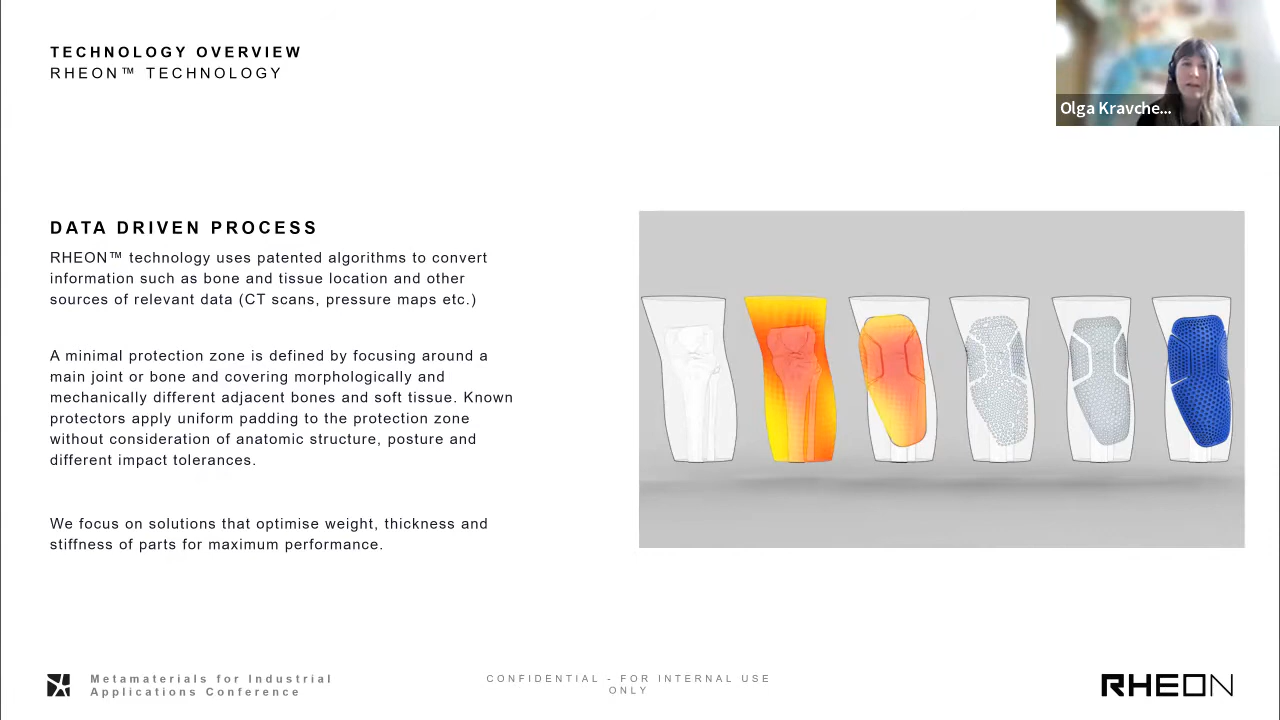 TECHNOLOGY OVERVIEW
RHEON™ TECHNOLOGY
Olga Kravche...
DATA DRIVEN PROCESS
RHEON™ technology uses patented algorithms to convert
information such as bone and tissue location and other
sources of relevant data (CT scans, pressure maps etc.)
A minimal protection zone is defined by focusing around a
main joint or bone and covering morphologically and
mechanically different adjacent bones and soft tissue. Known
protectors apply uniform padding to the protection zone
without consideration of anatomic structure, posture and
different impact tolerances.
We focus on solutions that optimise weight, thickness and
stiffness of parts for maximum performance.
Metamaterials for Industrial
Applications Conference
CONFIDENTIAL - FOR INTERNAL USE
ONLY
RHEON